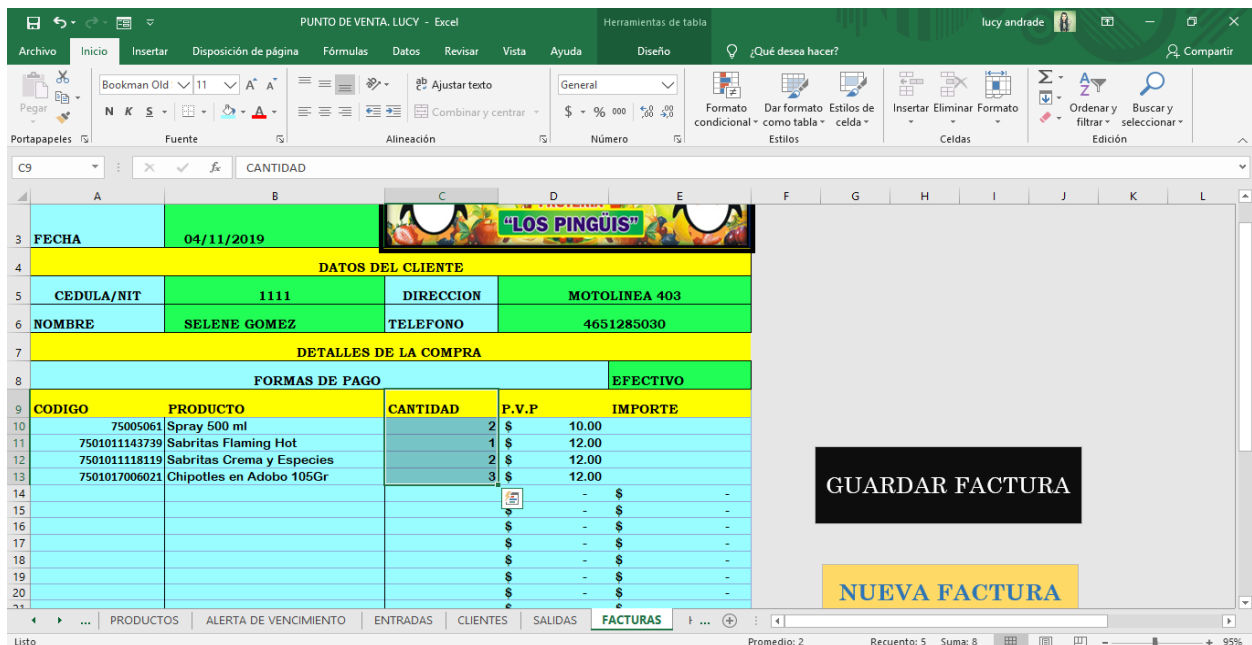 PUNTO DE VENTA. LUCY - Excel
Herramientas de tabla
lucy andrade
Archivo Inicio Insertar Disposición de página Fórmulas Datos Revisar Vista Ayuda Diseño ¿Qué desea hacer? Compartir
Pegar
Bookman Old 11
Ajustar texto
General
N K S
Combinar y centrar
$ % 000
Formato condicional
Dar formato como tabla
Estilos de celda
Insertar Eliminar Formato
Ordenar y filtrar
Buscar y seleccionar
Portapapeles Fuente Alineación Número Estilos Celdas Edición
C9 fx CANTIDAD
A B C D E F G H I J K L
"LOS PINGÜIS"
3 FECHA 04/11/2019
4 DATOS DEL CLIENTE
5 CEDULA/NIT 1111 DIRECCION MOTOLINEA 403
6 NOMBRE SELENE GOMEZ TELEFONO 4651285030
7 DETALLES DE LA COMPRA
8 FORMAS DE PAGO EFECTIVO
9 CODIGO PRODUCTO CANTIDAD P.V.P IMPORTE
10 75005061 Spray 500 ml 2 $ 10.00
11 7501011143739 Sabritas Flaming Hot 1 $ 12.00
12 7501011118119 Sabritas Crema y Especies 2 $ 12.00
13 7501017006021 Chipotles en Adobo 105Gr 3 $ 12.00
14 - $ -
15 $ - $ -
16 $ - $ -
17 $ - $ -
18 $ - $ -
19 $ - $ -
20 $ - $ -
GUARDAR FACTURA
NUEVA FACTURA
... PRODUCTOS ALERTA DE VENCIMIENTO ENTRADAS CLIENTES SALIDAS FACTURAS ...
Listo Promedio: 2 Recuento: 5 Suma: 8 95%